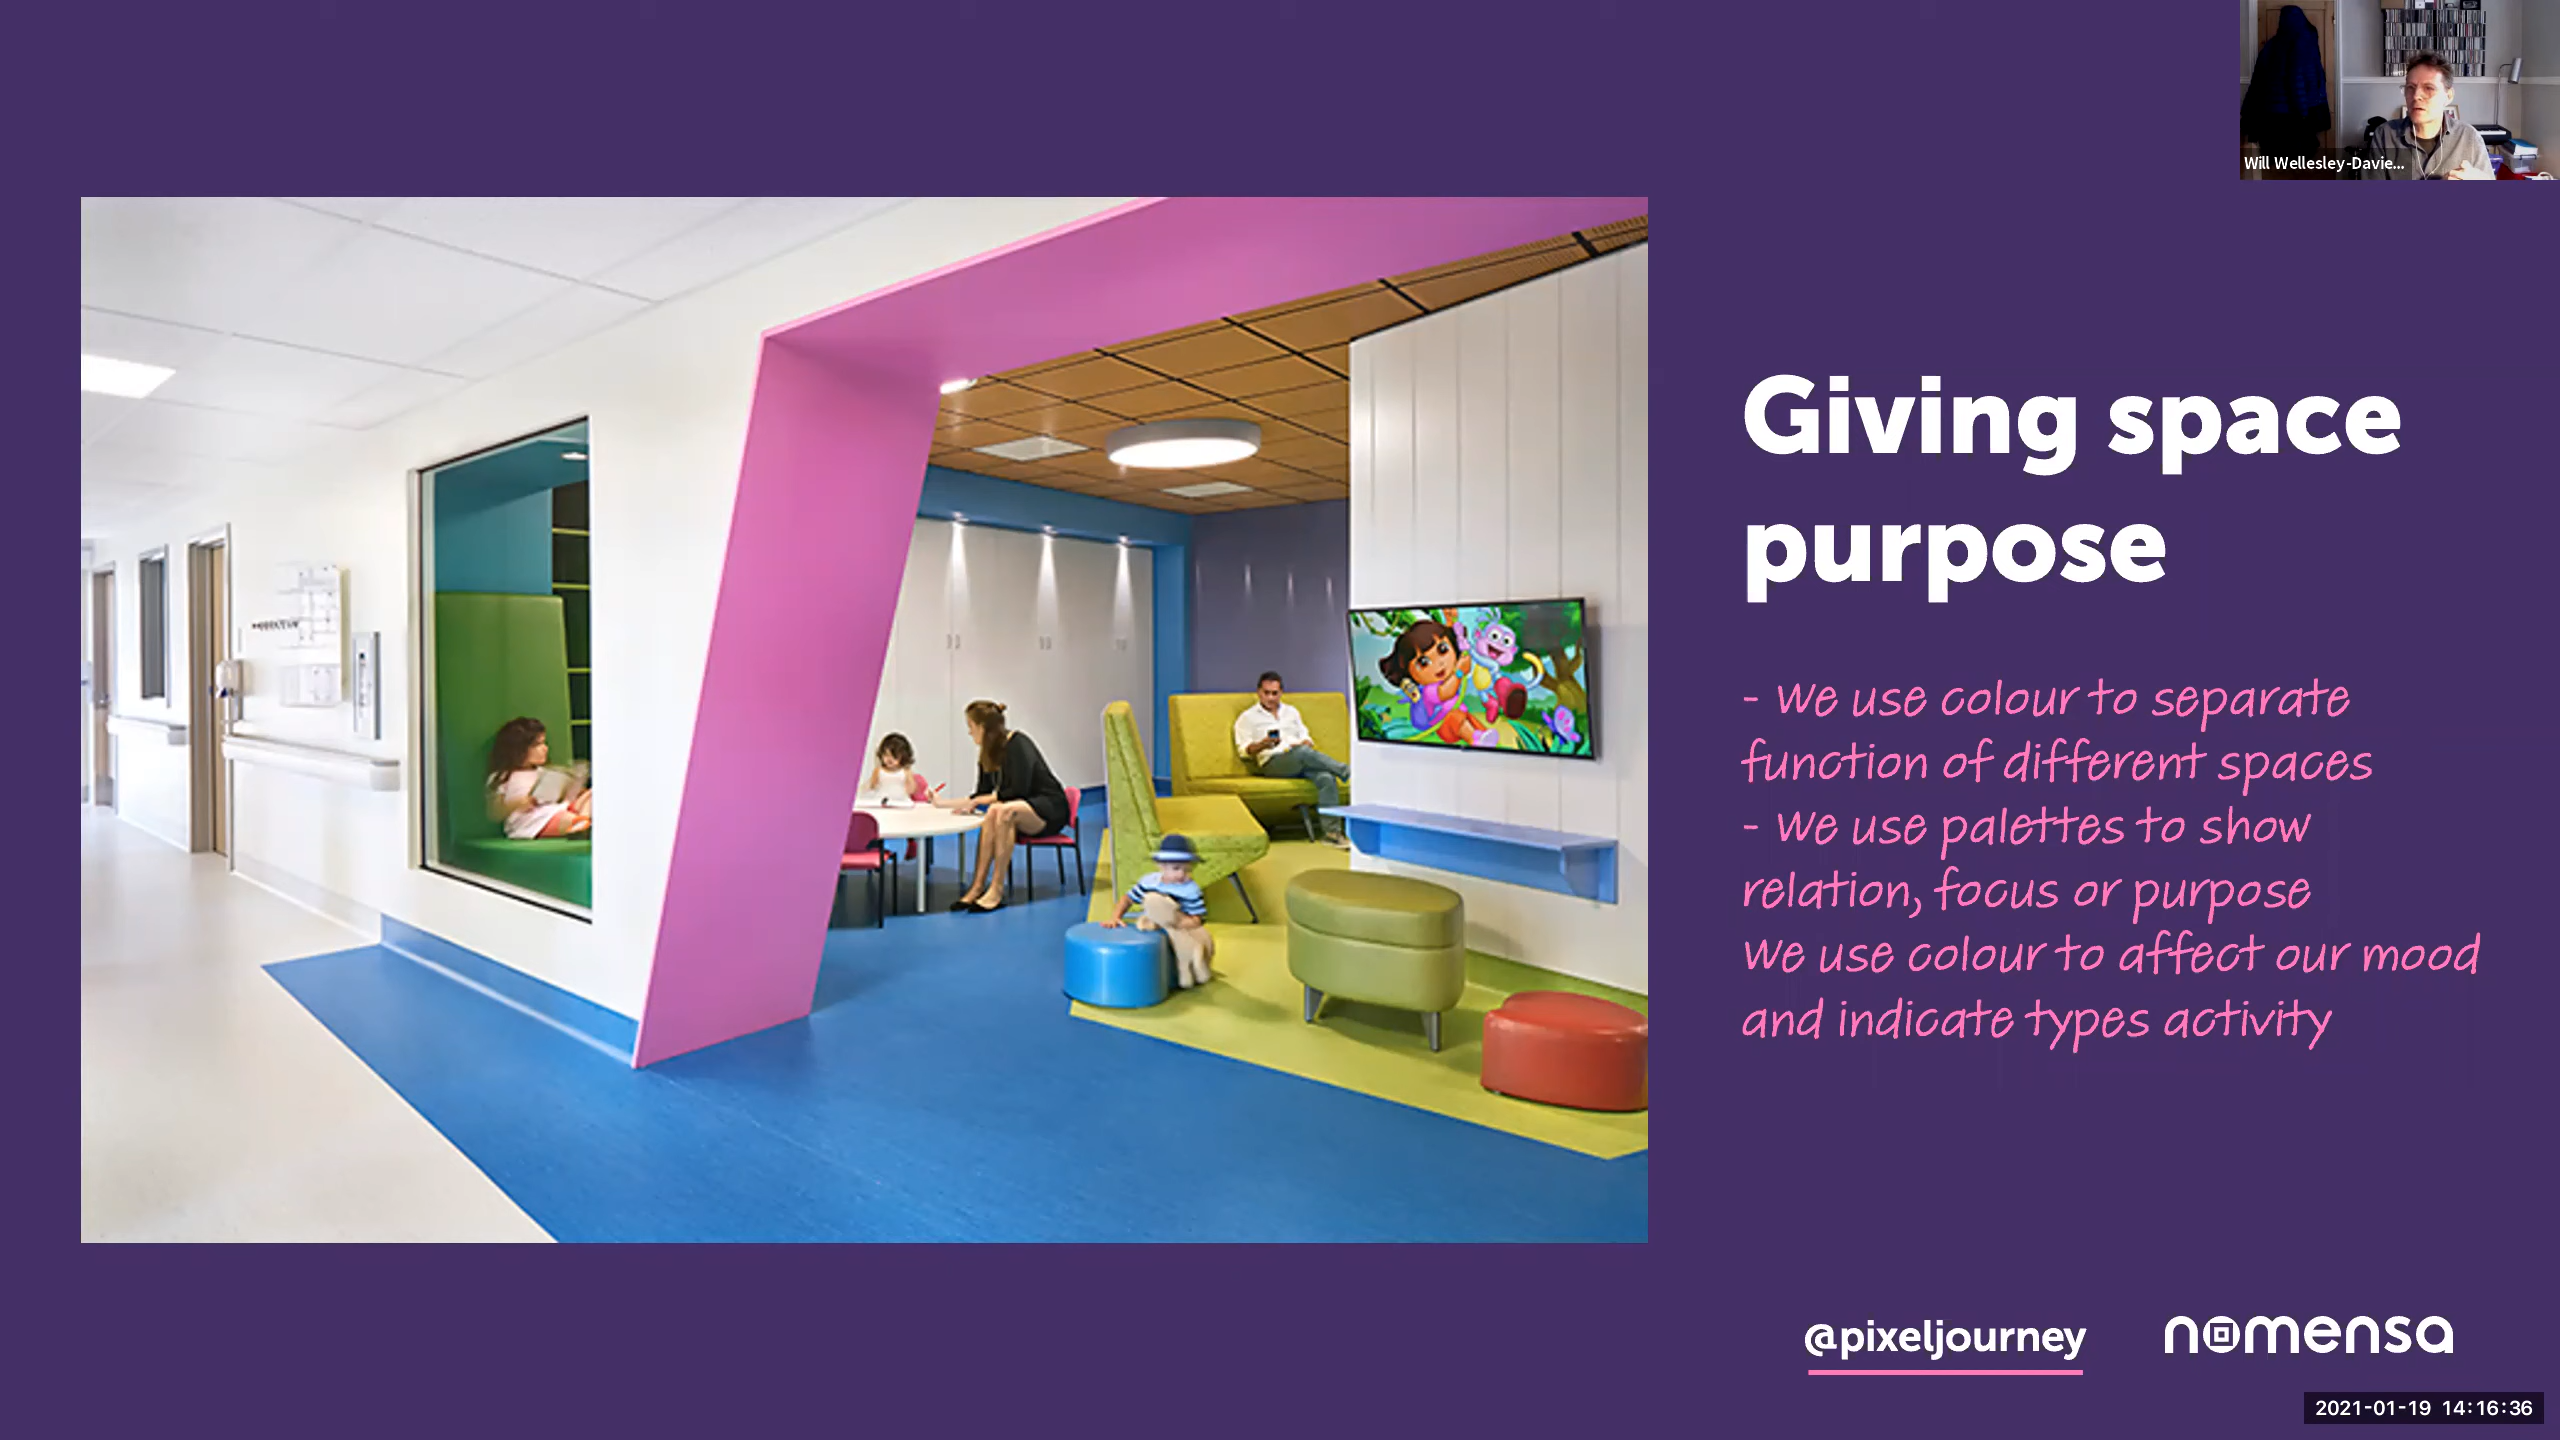 Will Wellesley-Davie...
Giving space
purpose
- We use colour to separate
function of different spaces
- We use palettes to show
relation, focus or purpose
We use colour to affect our mood
and indicate types activity
@pixeljourney
nomensa
2021-01-19 14:16:36